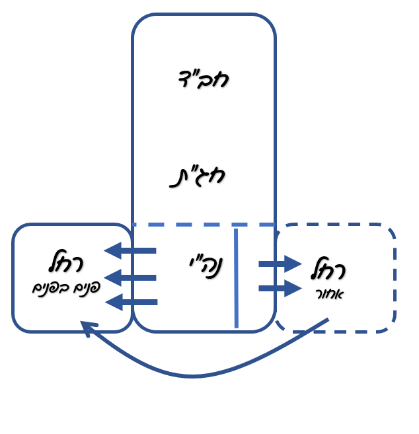 חב"ד
חג"ת
נה"י
רחל
אחור
רחל
פנים בפנים